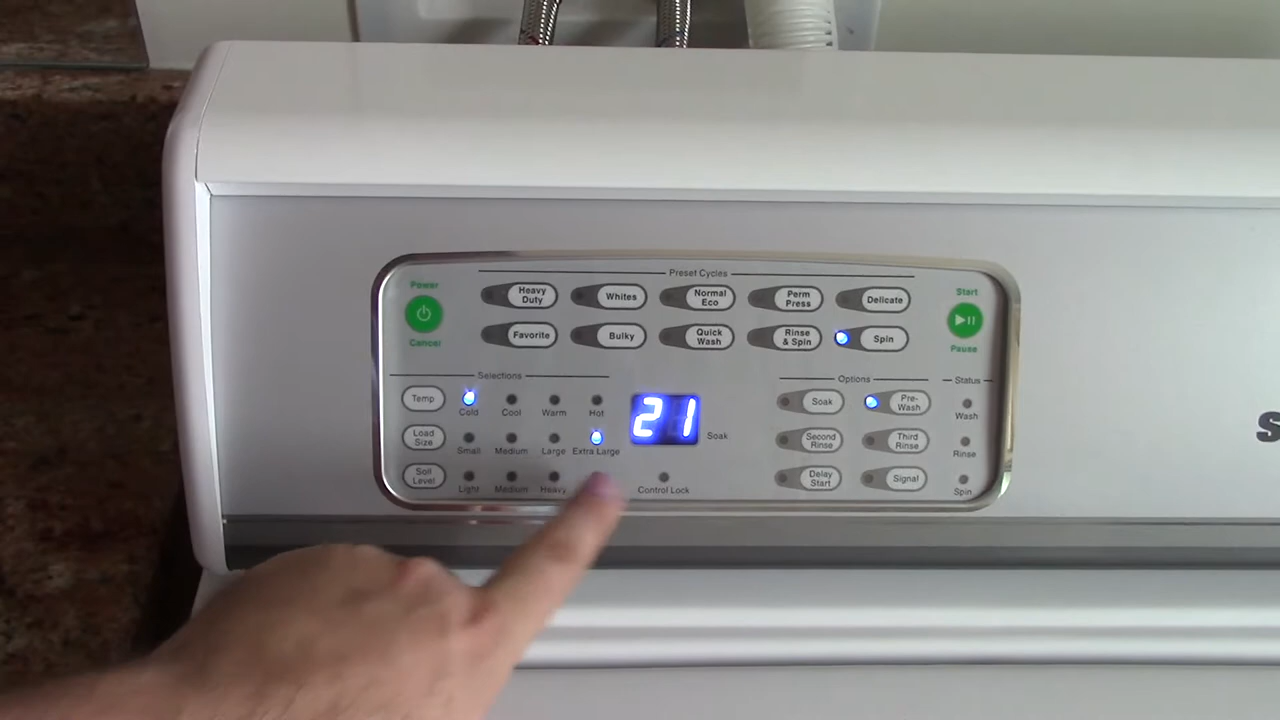 Preset Cycles
Power
Heavy Duty
Whites
Normal Eco
Perm Press
Delicate
Start
Cancel
Favorite
Bulky
Quick Wash
Rinse & Spin
Spin
Pause
Selections
Options
Status
Temp
Cold
Cool
Warm
Hot
21
Soak
Soak
Pre-Wash
Wash
Load Size
Small
Medium
Large
Extra Large
Second Rinse
Third Rinse
Rinse
Soil Level
Light
Medium
Heavy
Control Lock
Delay Start
Signal
Spin
S